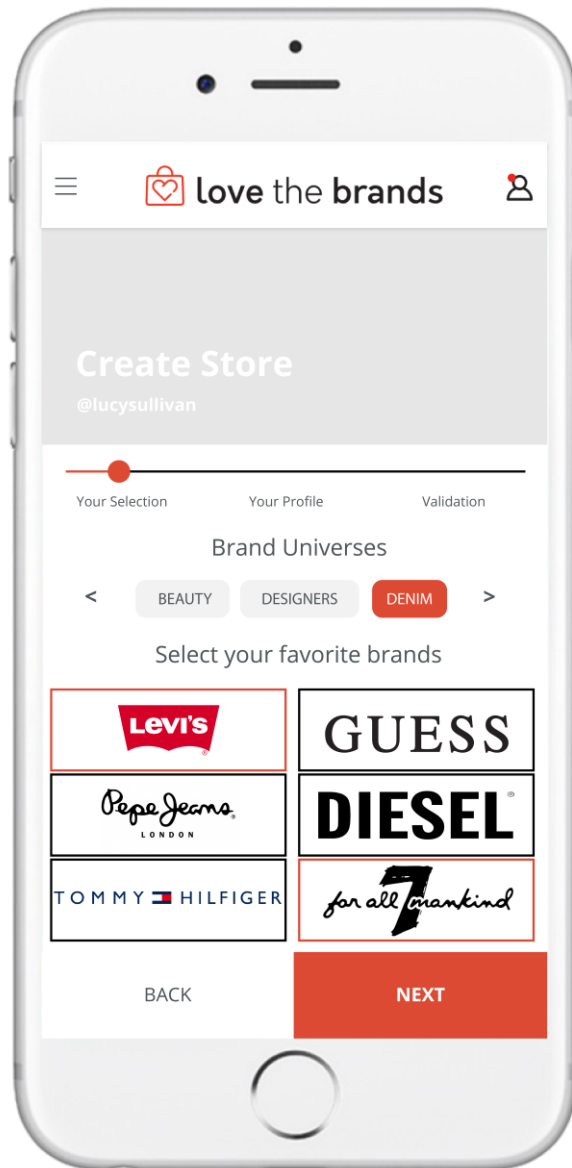 love the brands
Create Store
@lucysullivan
Your Selection Your Profile Validation
Brand Universes
< BEAUTY DESIGNERS DENIM >
Select your favorite brands
LEVI'S ® GUESS
Pepe Jeans DIESEL ®
LONDON
TOMMY HILFIGER for all 7 mankind
BACK NEXT